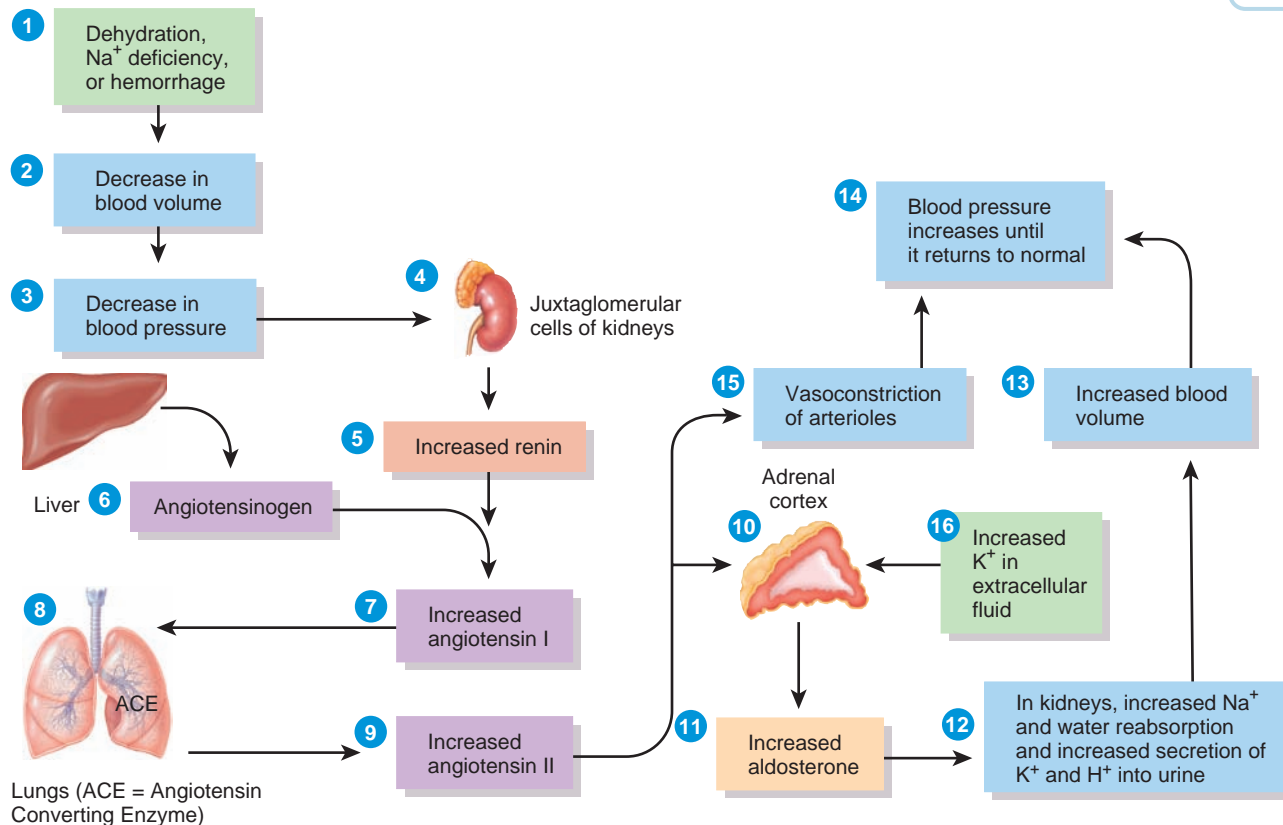 1
Dehydration,
Na+ deficiency,
or hemorrhage
2
Decrease in
blood volume
3
Decrease in
blood pressure
4
Juxtaglomerular
cells of kidneys
5
Increased renin
Liver
6
Angiotensinogen
7
Increased
angiotensin I
8
ACE
Lungs (ACE = Angiotensin
Converting Enzyme)
9
Increased
angiotensin II
10
Adrenal
cortex
11
Increased
aldosterone
12
In kidneys, increased Na+
and water reabsorption
and increased secretion of
K+ and H+ into urine
13
Increased blood
volume
14
Blood pressure
increases until
it returns to normal
15
Vasoconstriction
of arterioles
16
Increased
K+ in
extracellular
fluid